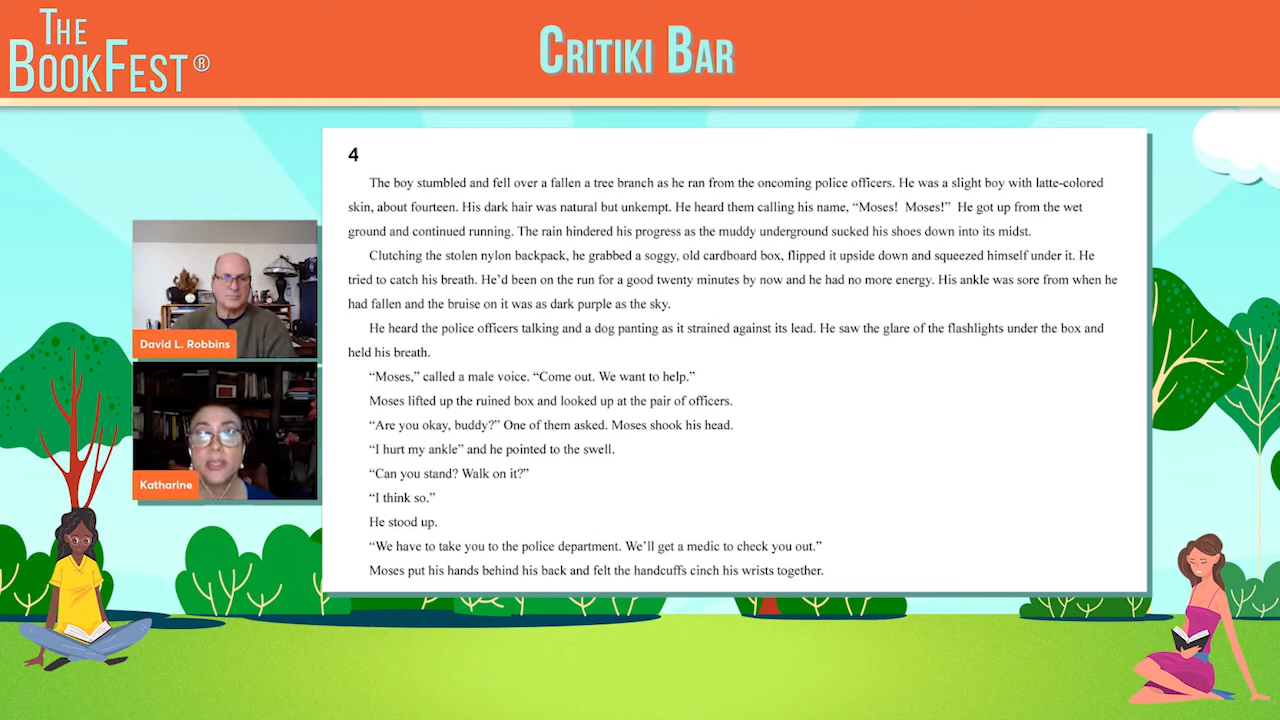 THE
BOOKFEST®
CRITIKI BAR
4
The boy stumbled and fell over a fallen a tree branch as he ran from the oncoming police officers. He was a slight boy with latte-colored
skin, about fourteen. His dark hair was natural but unkempt. He heard them calling his name, “Moses!  Moses!”  He got up from the wet
ground and continued running. The rain hindered his progress as the muddy underground sucked his shoes down into its midst.
Clutching the stolen nylon backpack, he grabbed a soggy, old cardboard box, flipped it upside down and squeezed himself under it. He
tried to catch his breath. He’d been on the run for a good twenty minutes by now and he had no more energy. His ankle was sore from when he
had fallen and the bruise on it was as dark purple as the sky.
He heard the police officers talking and a dog panting as it strained against its lead. He saw the glare of the flashlights under the box and
held his breath.
“Moses,” called a male voice. “Come out. We want to help.”
Moses lifted up the ruined box and looked up at the pair of officers.
“Are you okay, buddy?” One of them asked. Moses shook his head.
“I hurt my ankle” and he pointed to the swell.
“Can you stand? Walk on it?”
“I think so.”
He stood up.
“We have to take you to the police department. We’ll get a medic to check you out.”
Moses put his hands behind his back and felt the handcuffs cinch his wrists together.
David L. Robbins
Katharine